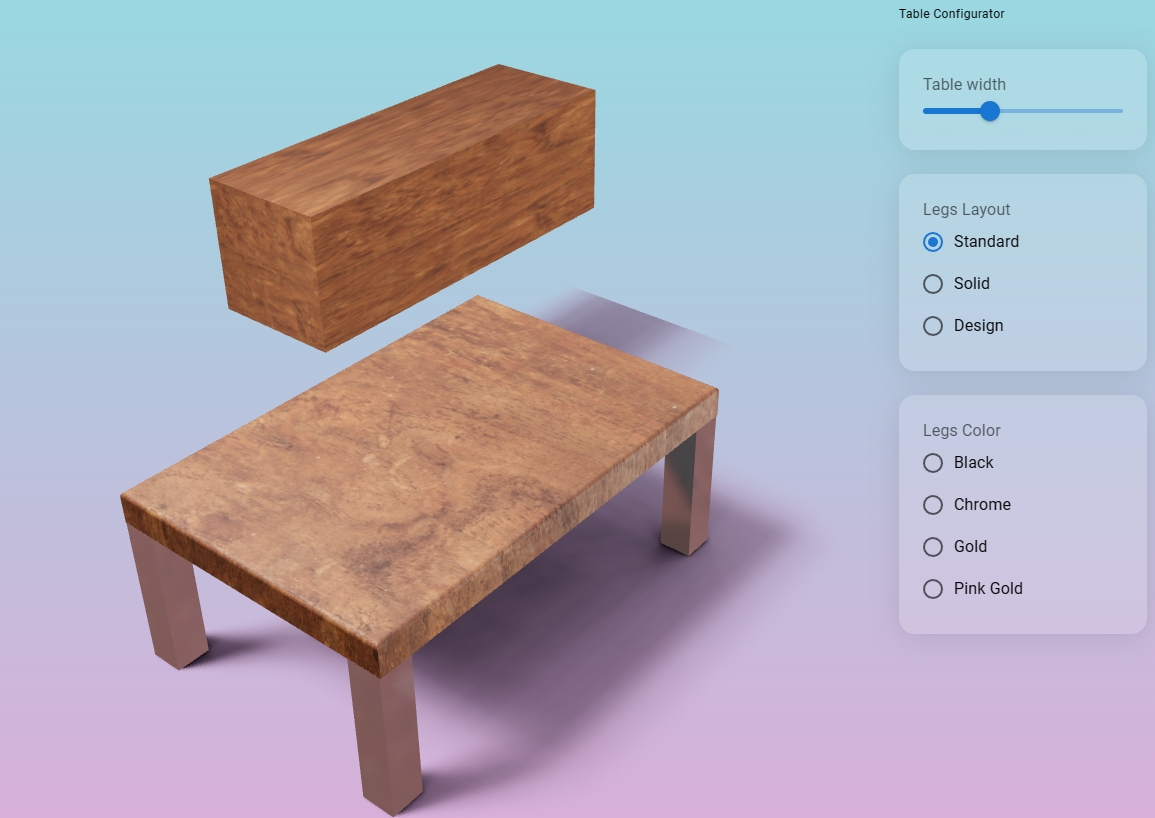 Table Configurator
Table width
Legs Layout
Standard
Solid
Design
Legs Color
Black
Chrome
Gold
Pink Gold